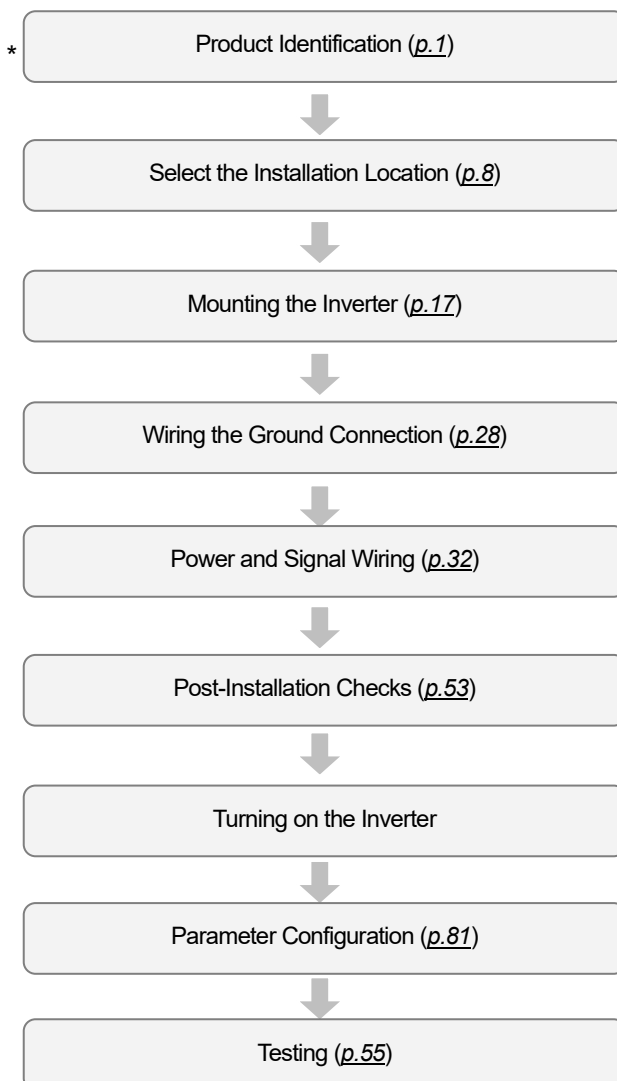 * Product Identification (p.1)
Select the Installation Location (p.8)
Mounting the Inverter (p.17)
Wiring the Ground Connection (p.28)
Power and Signal Wiring (p.32)
Post-Installation Checks (p.53)
Turning on the Inverter
Parameter Configuration (p.81)
Testing (p.55)